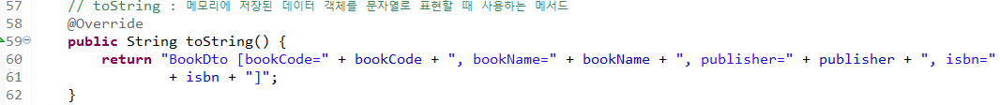 57 // toString : 메모리에 저장된 데이터 객체를 문자열로 표현할 때 사용하는 메서드
58 @Override
59 public String toString() {
60 return "BookDto [bookCode=" + bookCode + ", bookName=" + bookName + ", publisher=" + publisher + ", isbn="
61 + isbn + "]";
62 }